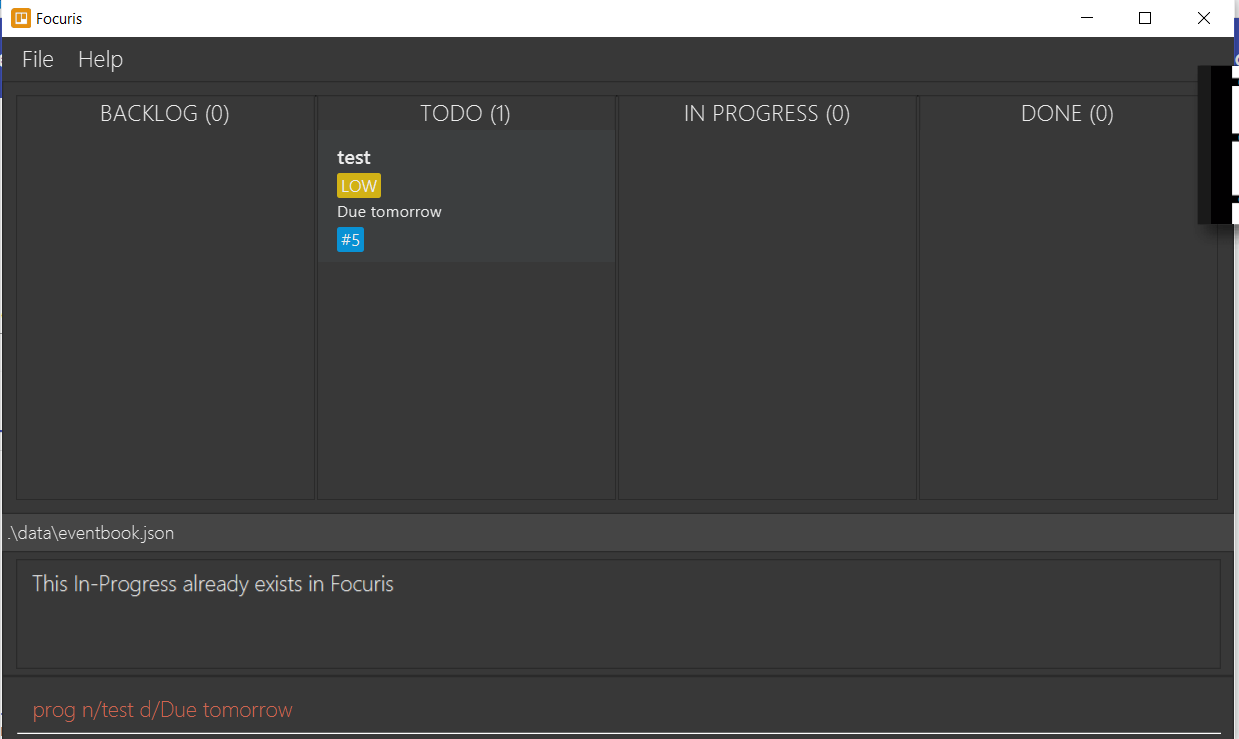 Focuris
File Help
BACKLOG (0)
TODO (1)
IN PROGRESS (0)
DONE (0)
test
LOW
Due tomorrow
#5
.\data\eventbook.json
This In-Progress already exists in Focuris
prog n/test d/Due tomorrow